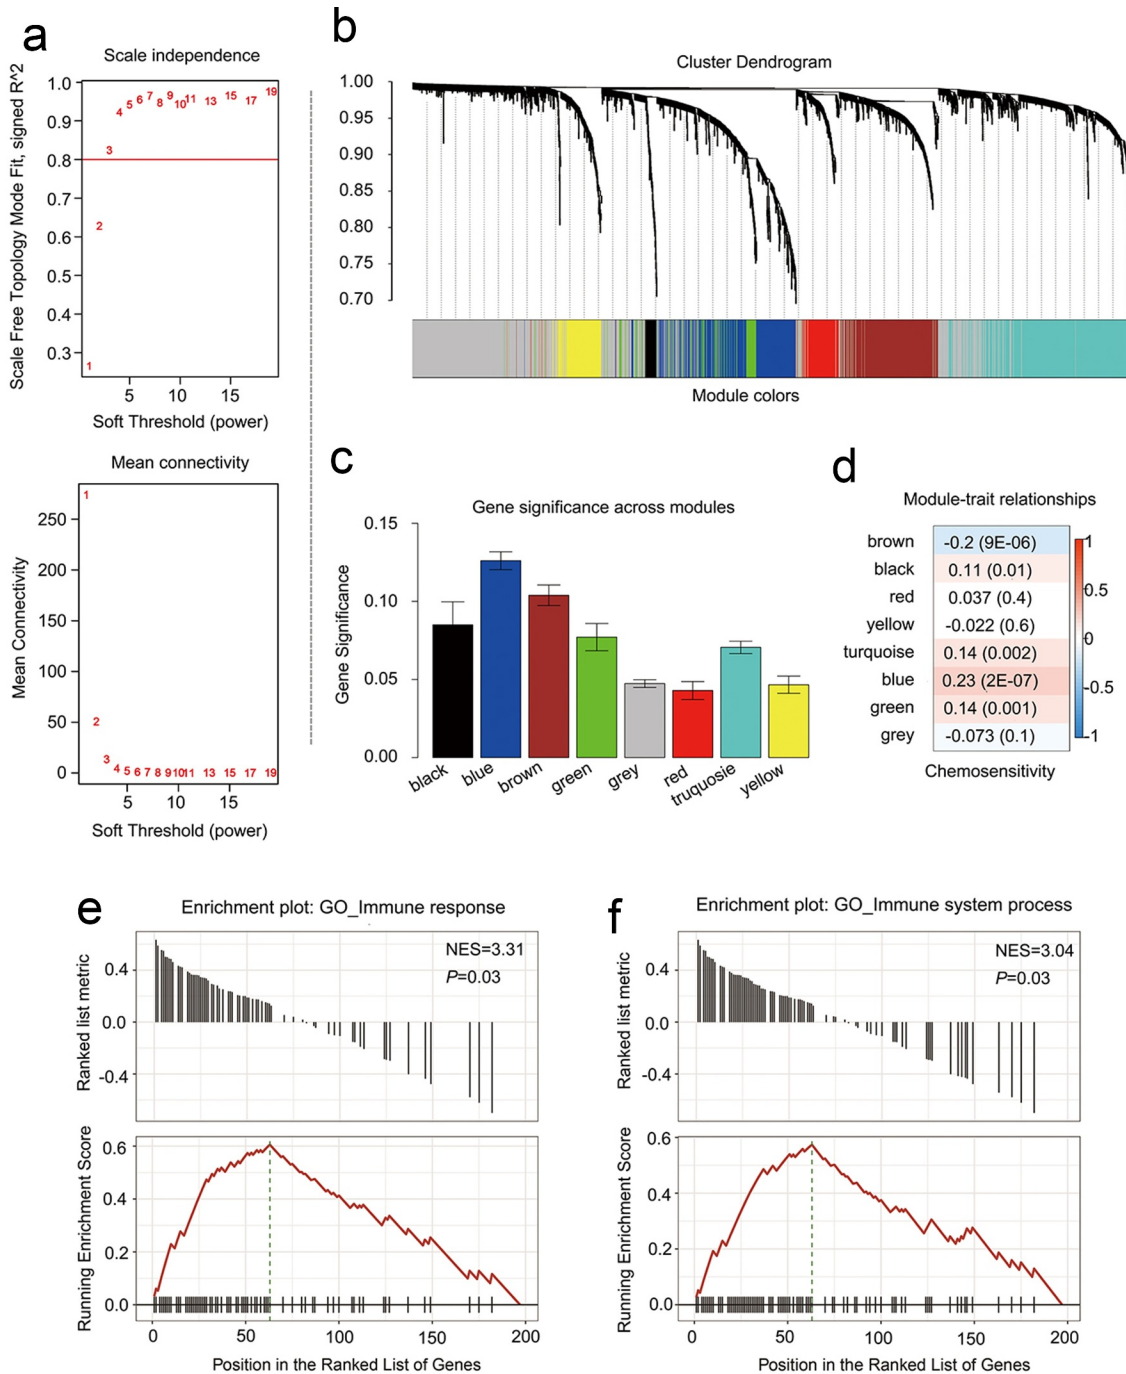 a
Scale independence
Scale Free Topology Mode Fit, signed R^2
1.0
0.9
0.8
0.7
0.6
0.5
0.4
0.3
1
2
3
4
5
6
7
8
9
10
11
13
15
17
19
5
10
15
Soft Threshold (power)
Mean connectivity
Mean Connectivity
250
200
150
100
50
0
1
2
3
4
5
6
7
8
9
10
11
13
15
17
19
5
10
15
Soft Threshold (power)
b
Cluster Dendrogram
1.00
0.95
0.90
0.85
0.80
0.75
0.70
Module colors
c
Gene significance across modules
Gene Significance
0.15
0.10
0.05
0.00
black
blue
brown
green
grey
red
truquosie
yellow
d
Module-trait relationships
brown -0.2 (9E-06)
black 0.11 (0.01)
red 0.037 (0.4)
yellow -0.022 (0.6)
turquoise 0.14 (0.002)
blue 0.23 (2E-07)
green 0.14 (0.001)
grey -0.073 (0.1)
1
0.5
0
-0.5
-1
Chemosensitivity
e
Enrichment plot: GO_Immune response
NES=3.31
P=0.03
Ranked list metric
0.4
0.0
-0.4
Running Enrichment Score
0.6
0.4
0.2
0.0
0
50
100
150
200
Position in the Ranked List of Genes
f
Enrichment plot: GO_Immune system process
NES=3.04
P=0.03
Ranked list metric
0.4
0.0
-0.4
Running Enrichment Score
0.6
0.4
0.2
0.0
0
50
100
150
200
Position in the Ranked List of Genes